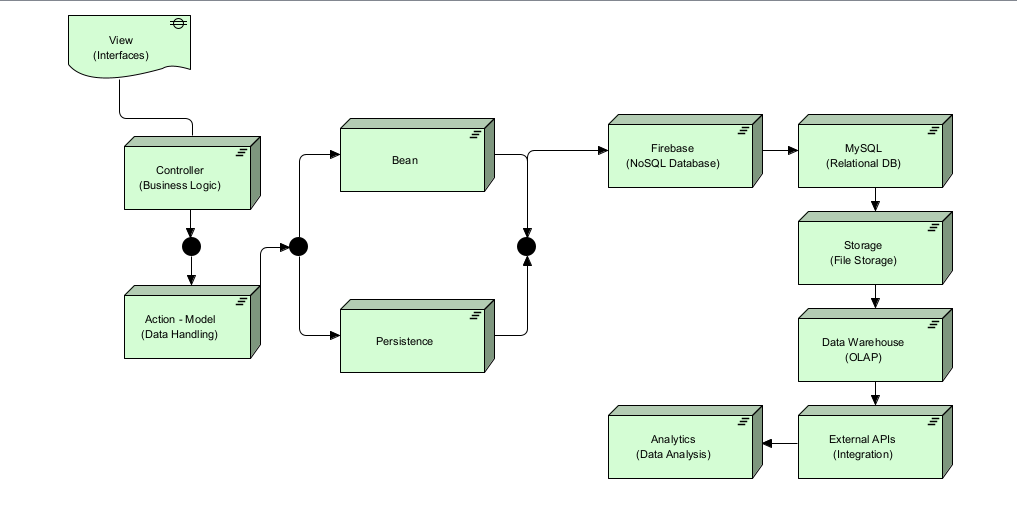 View
(Interfaces)
Controller
(Business Logic)
Action - Model
(Data Handling)
Bean
Persistence
Firebase
(NoSQL Database)
MySQL
(Relational DB)
Storage
(File Storage)
Data Warehouse
(OLAP)
External APIs
(Integration)
Analytics
(Data Analysis)